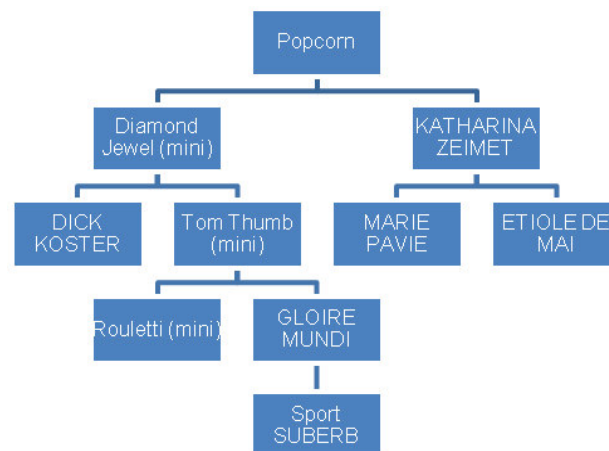 Popcorn
Diamond
Jewel (mini)
KATHARINA
ZEIMET
DICK
KOSTER
Tom Thumb
(mini)
MARIE
PAVIE
ETIOLE DE
MAI
Rouletti (mini)
GLOIRE
MUNDI
Sport
SUBERB